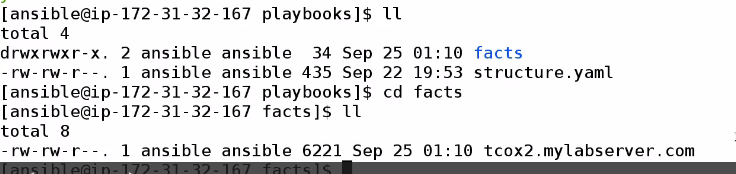 [ansible@ip-172-31-32-167 playbooks]$ ll
total 4
drwxrwxr-x. 2 ansible ansible  34 Sep 25 01:10 facts
-rw-rw-r--. 1 ansible ansible 435 Sep 22 19:53 structure.yaml
[ansible@ip-172-31-32-167 playbooks]$ cd facts
[ansible@ip-172-31-32-167 facts]$ ll
total 8
-rw-rw-r--. 1 ansible ansible 6221 Sep 25 01:10 tcox2.mylabserver.com
[ansible@ip-172-31-32-167 facts]$